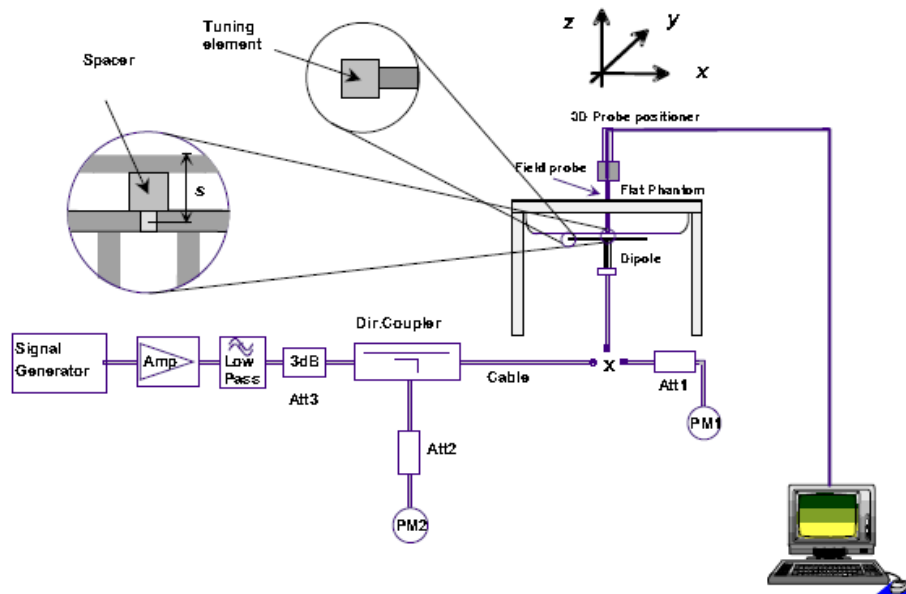 Tuning
element
Spacer
z
y
x
3D Probe positioner
Field probe
Flat Phantom
s
Dipole
Dir.Coupler
Signal
Generator
Amp
Low
Pass
3dB
Att3
Cable
x
Att1
PM1
Att2
PM2